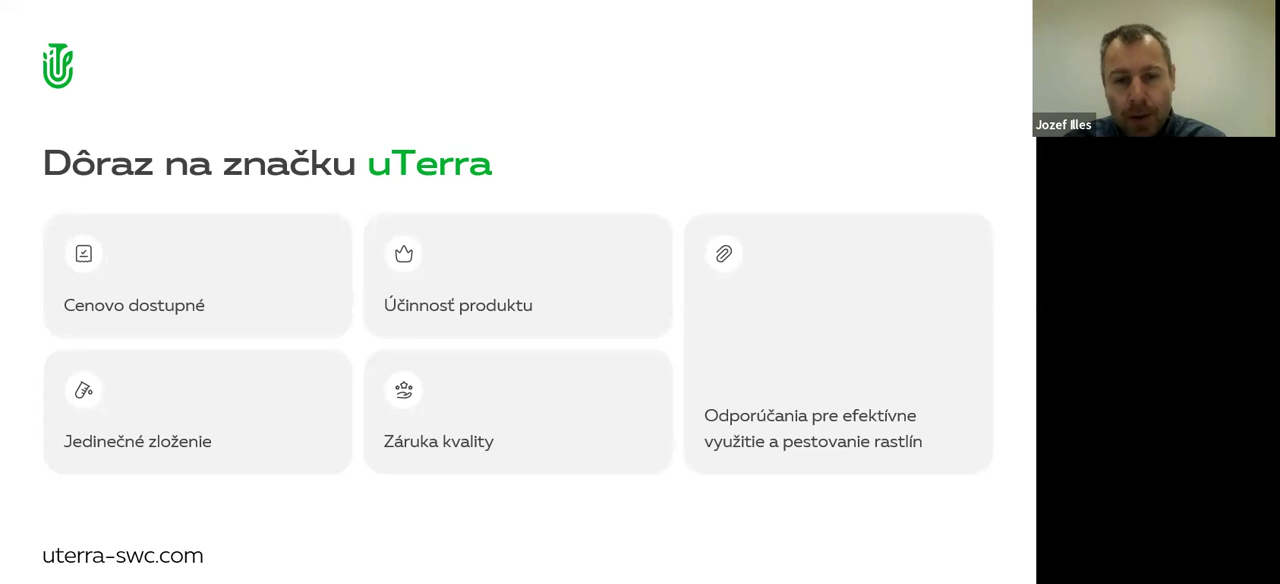 Dôraz na značku uTerra
Cenovo dostupné
Účinnosť produktu
Jedinečné zloženie
Záruka kvality
Odporúčania pre efektívne
využitie a pestovanie rastlín
uterra-swc.com
Jozef Illes